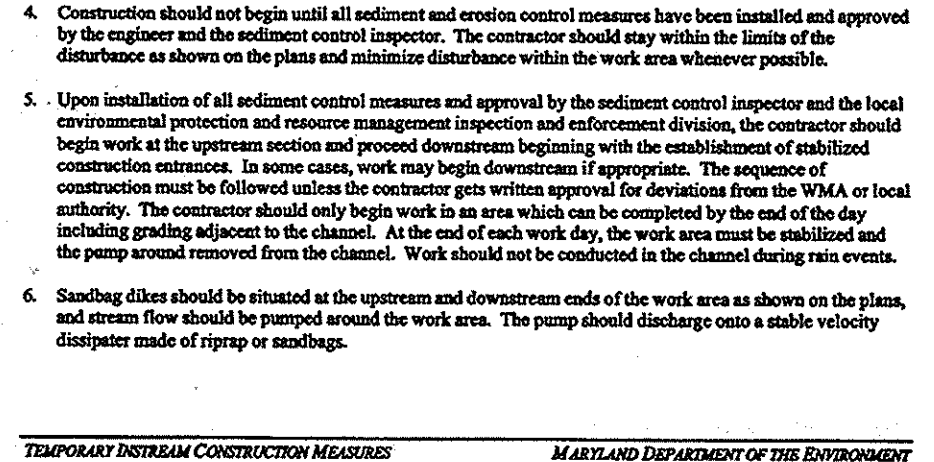 4. Construction should not begin until all sediment and erosion control measures have been installed and approved
by the engineer and the sediment control inspector. The contractor should stay within the limits of the
disturbance as shown on the plans and minimize disturbance within the work area whenever possible.
5. Upon installation of all sediment control measures and approval by the sediment control inspector and the local
environmental protection and resource management inspection and enforcement division, the contractor should
begin work at the upstream section and proceed downstream beginning with the establishment of stabilized
construction entrances. In some cases, work may begin downstream if appropriate. The sequence of
construction must be followed unless the contractor gets written approval for deviations from the WMA or local
authority. The contractor should only begin work in an area which can be completed by the end of the day
including grading adjacent to the channel. At the end of each work day, the work area must be stabilized and
the pump around removed from the channel. Work should not be conducted in the channel during rain events.
6. Sandbag dikes should be situated at the upstream and downstream ends of the work area as shown on the plans,
and stream flow should be pumped around the work area. The pump should discharge onto a stable velocity
dissipater made of riprap or sandbags.
TEMPORARY INSTREAM CONSTRUCTION MEASURES MARYLAND DEPARTMENT OF THE ENVIRONMENT